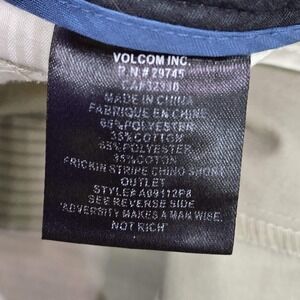 VOLCOM INC.
R.N.# 29745
CA#32330
MADE IN CHINA
FABRIQUE EN CHINE
65% POLYESTER
35% COTTON
65% POLYESTER
35% COTTON
FRICKIN STRIPE CHINO SHORT
OUTLET
STYLE# A09112P8
SEE REVERSE SIDE
"ADVERSITY MAKES A MAN WISE,
NOT RICH"